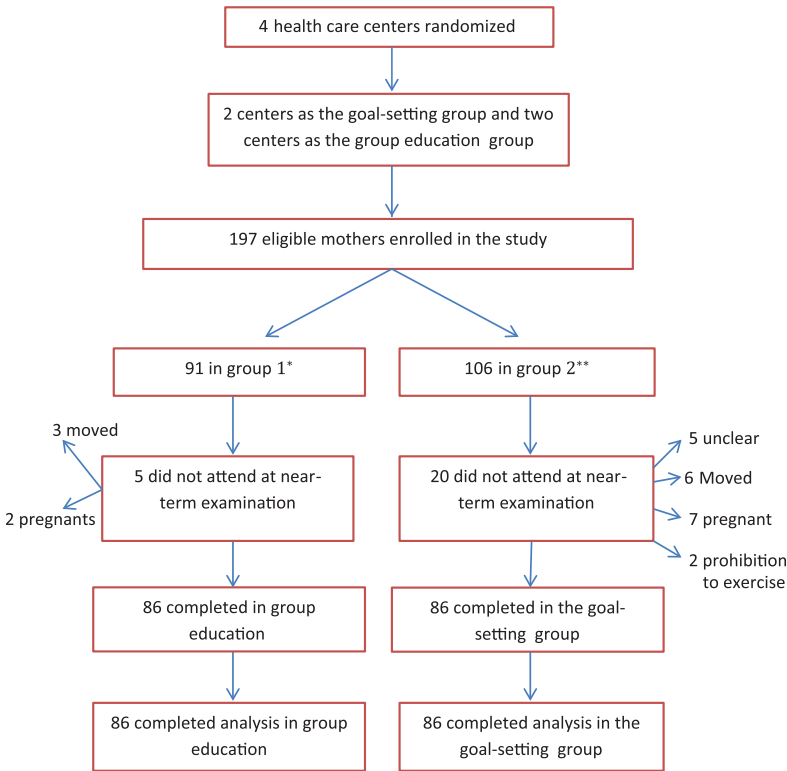 4 health care centers randomized
2 centers as the goal-setting group and two
centers as the group education group
197 eligible mothers enrolled in the study
91 in group 1*
106 in group 2**
3 moved
2 pregnants
5 did not attend at near-
term examination
20 did not attend at near-
term examination
5 unclear
6 Moved
7 pregnant
2 prohibition
to exercise
86 completed in group
education
86 completed in the goal-
setting group
86 completed analysis in group
education
86 completed analysis in the
goal-setting group